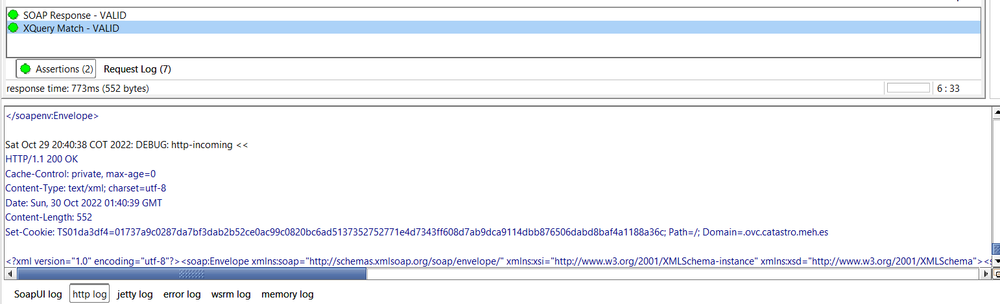 SOAP Response - VALID
XQuery Match - VALID
Assertions (2) Request Log (7)
response time: 773ms (552 bytes) 6 : 33
</soapenv:Envelope>
Sat Oct 29 20:40:38 COT 2022: DEBUG: http-incoming <<
HTTP/1.1 200 OK
Cache-Control: private, max-age=0
Content-Type: text/xml; charset=utf-8
Date: Sun, 30 Oct 2022 01:40:39 GMT
Content-Length: 552
Set-Cookie: TS01da3df4=01737a9c0287da7bf3dab2b52ce0ac99c0820bc6ad5137352752771e4d7343ff608d7ab9dca9114dbb876506dabd8baf4a1188a36c; Path=/; Domain=.ovc.catastro.meh.es
<?xml version="1.0" encoding="utf-8"?><soap:Envelope xmlns:soap="http://schemas.xmlsoap.org/soap/envelope/" xmlns:xsi="http://www.w3.org/2001/XMLSchema-instance" xmlns:xsd="http://www.w3.org/2001/XMLSchema"><s
SoapUI log http log jetty log error log wsrm log memory log